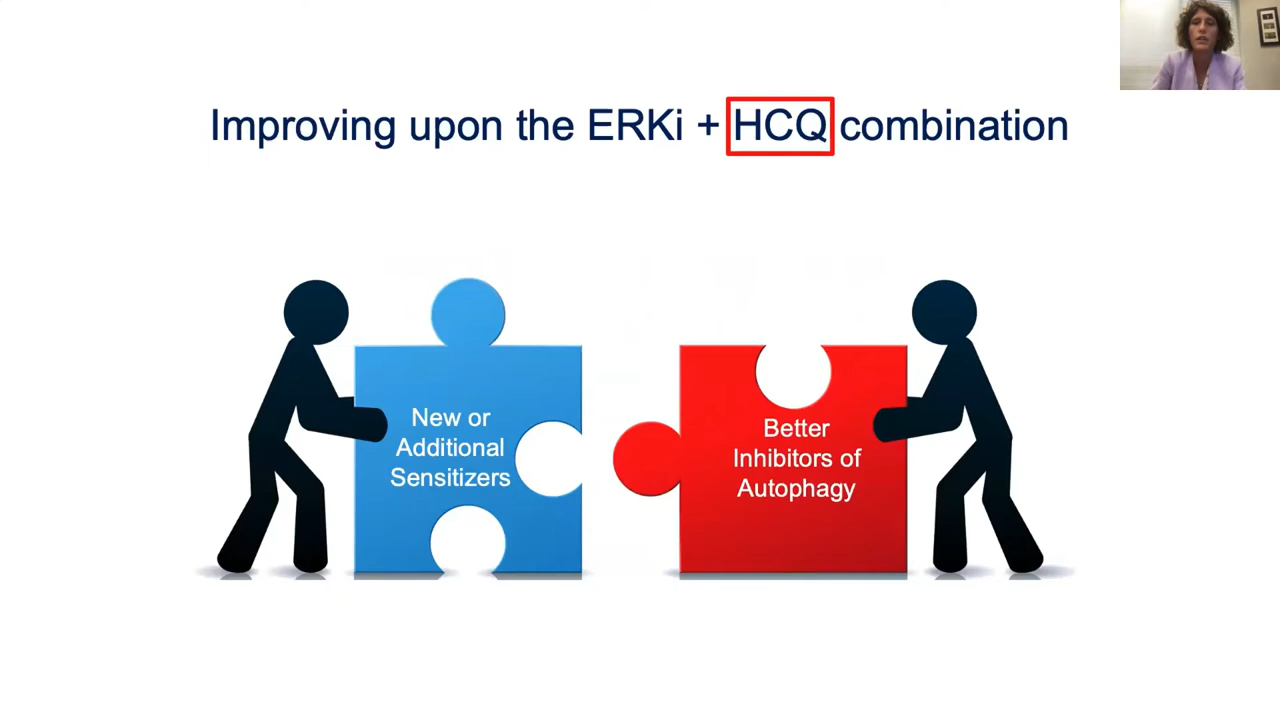 Improving upon the ERKi + HCQ combination
New or
Additional
Sensitizers
Better
Inhibitors of
Autophagy